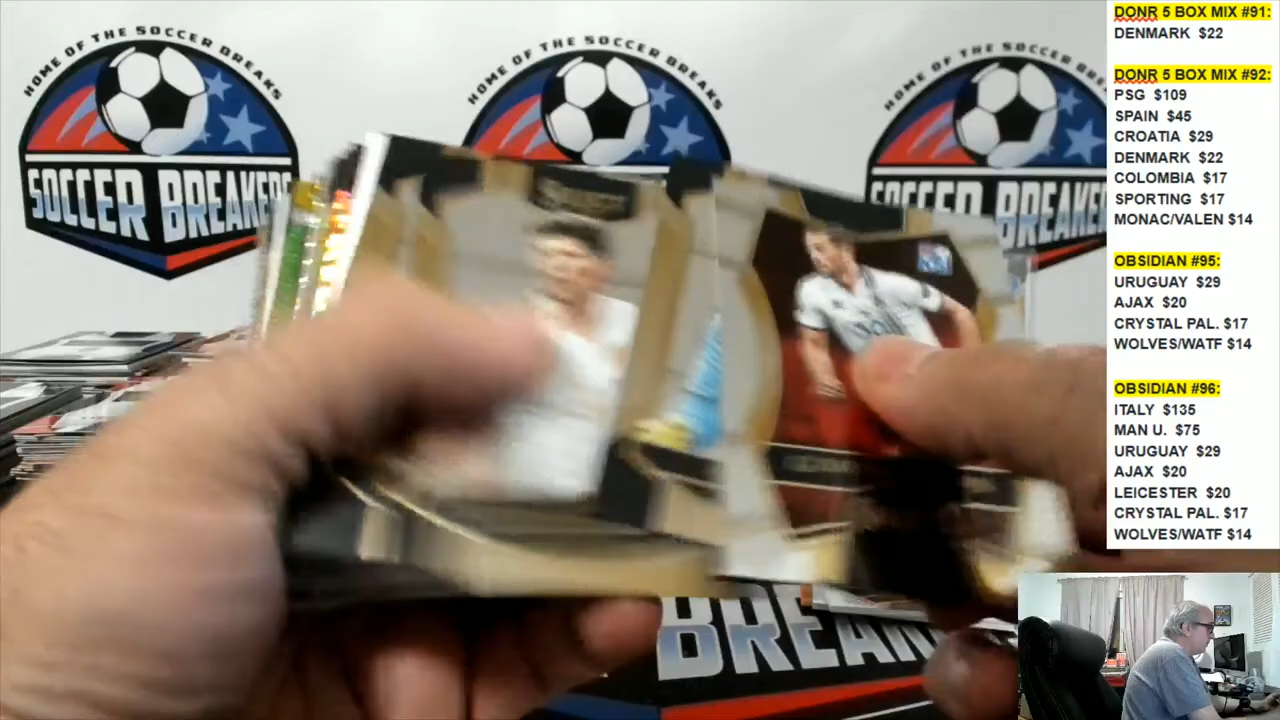 HOME OF THE SOCCER BREAKS
SOCCER BREAKERS
HOME OF THE SOCCER BREAKS
HOME OF THE SOCCER
SOCCER BREAKERS
BREAKERS
DONR 5 BOX MIX #91:
DENMARK $22
DONR 5 BOX MIX #92:
PSG $109
SPAIN $45
CROATIA $29
DENMARK $22
COLOMBIA $17
SPORTING $17
MONAC/VALEN $14
OBSIDIAN #95:
URUGUAY $29
AJAX $20
CRYSTAL PAL. $17
WOLVES/WATF $14
OBSIDIAN #96:
ITALY $135
MAN U. $75
URUGUAY $29
AJAX $20
LEICESTER $20
CRYSTAL PAL. $17
WOLVES/WATF $14